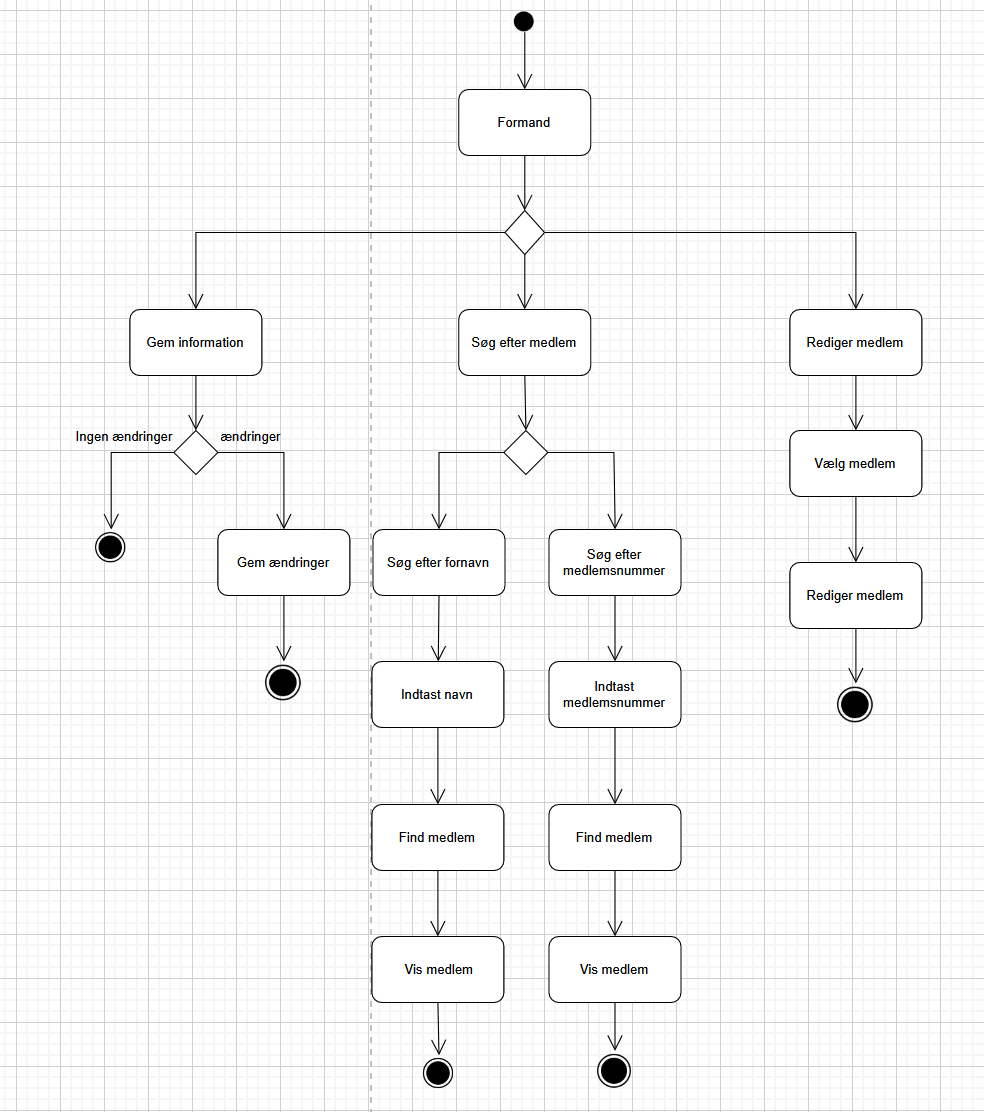 Formand
Gem information
Søg efter medlem
Rediger medlem
Ingen ændringer
ændringer
Vælg medlem
Gem ændringer
Søg efter fornavn
Søg efter
medlemsnummer
Rediger medlem
Indtast navn
Indtast
medlemsnummer
Find medlem
Find medlem
Vis medlem
Vis medlem